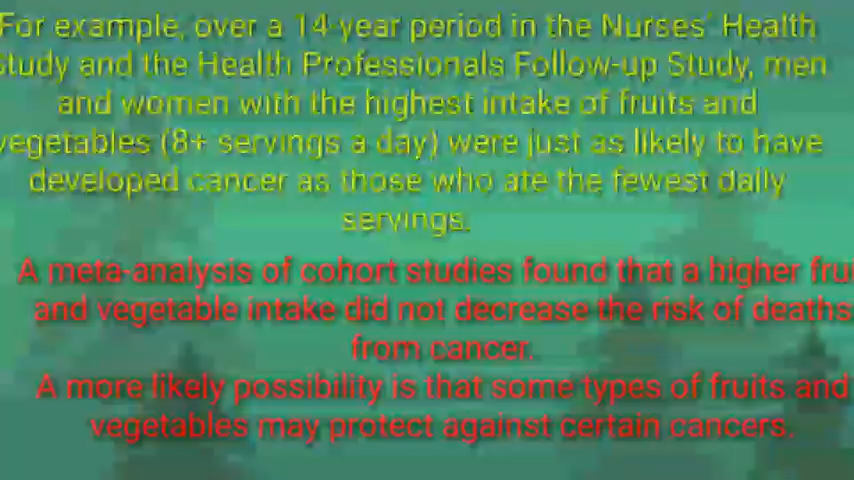 For example, over a 14-year period in the Nurses' Health
Study and the Health Professionals Follow-up Study, men
and women with the highest intake of fruits and
vegetables (8+ servings a day) were just as likely to have
developed cancer as those who ate the fewest daily
servings.
A meta-analysis of cohort studies found that a higher fru
and vegetable intake did not decrease the risk of deaths
from cancer.
A more likely possibility is that some types of fruits and
vegetables may protect against certain cancers.